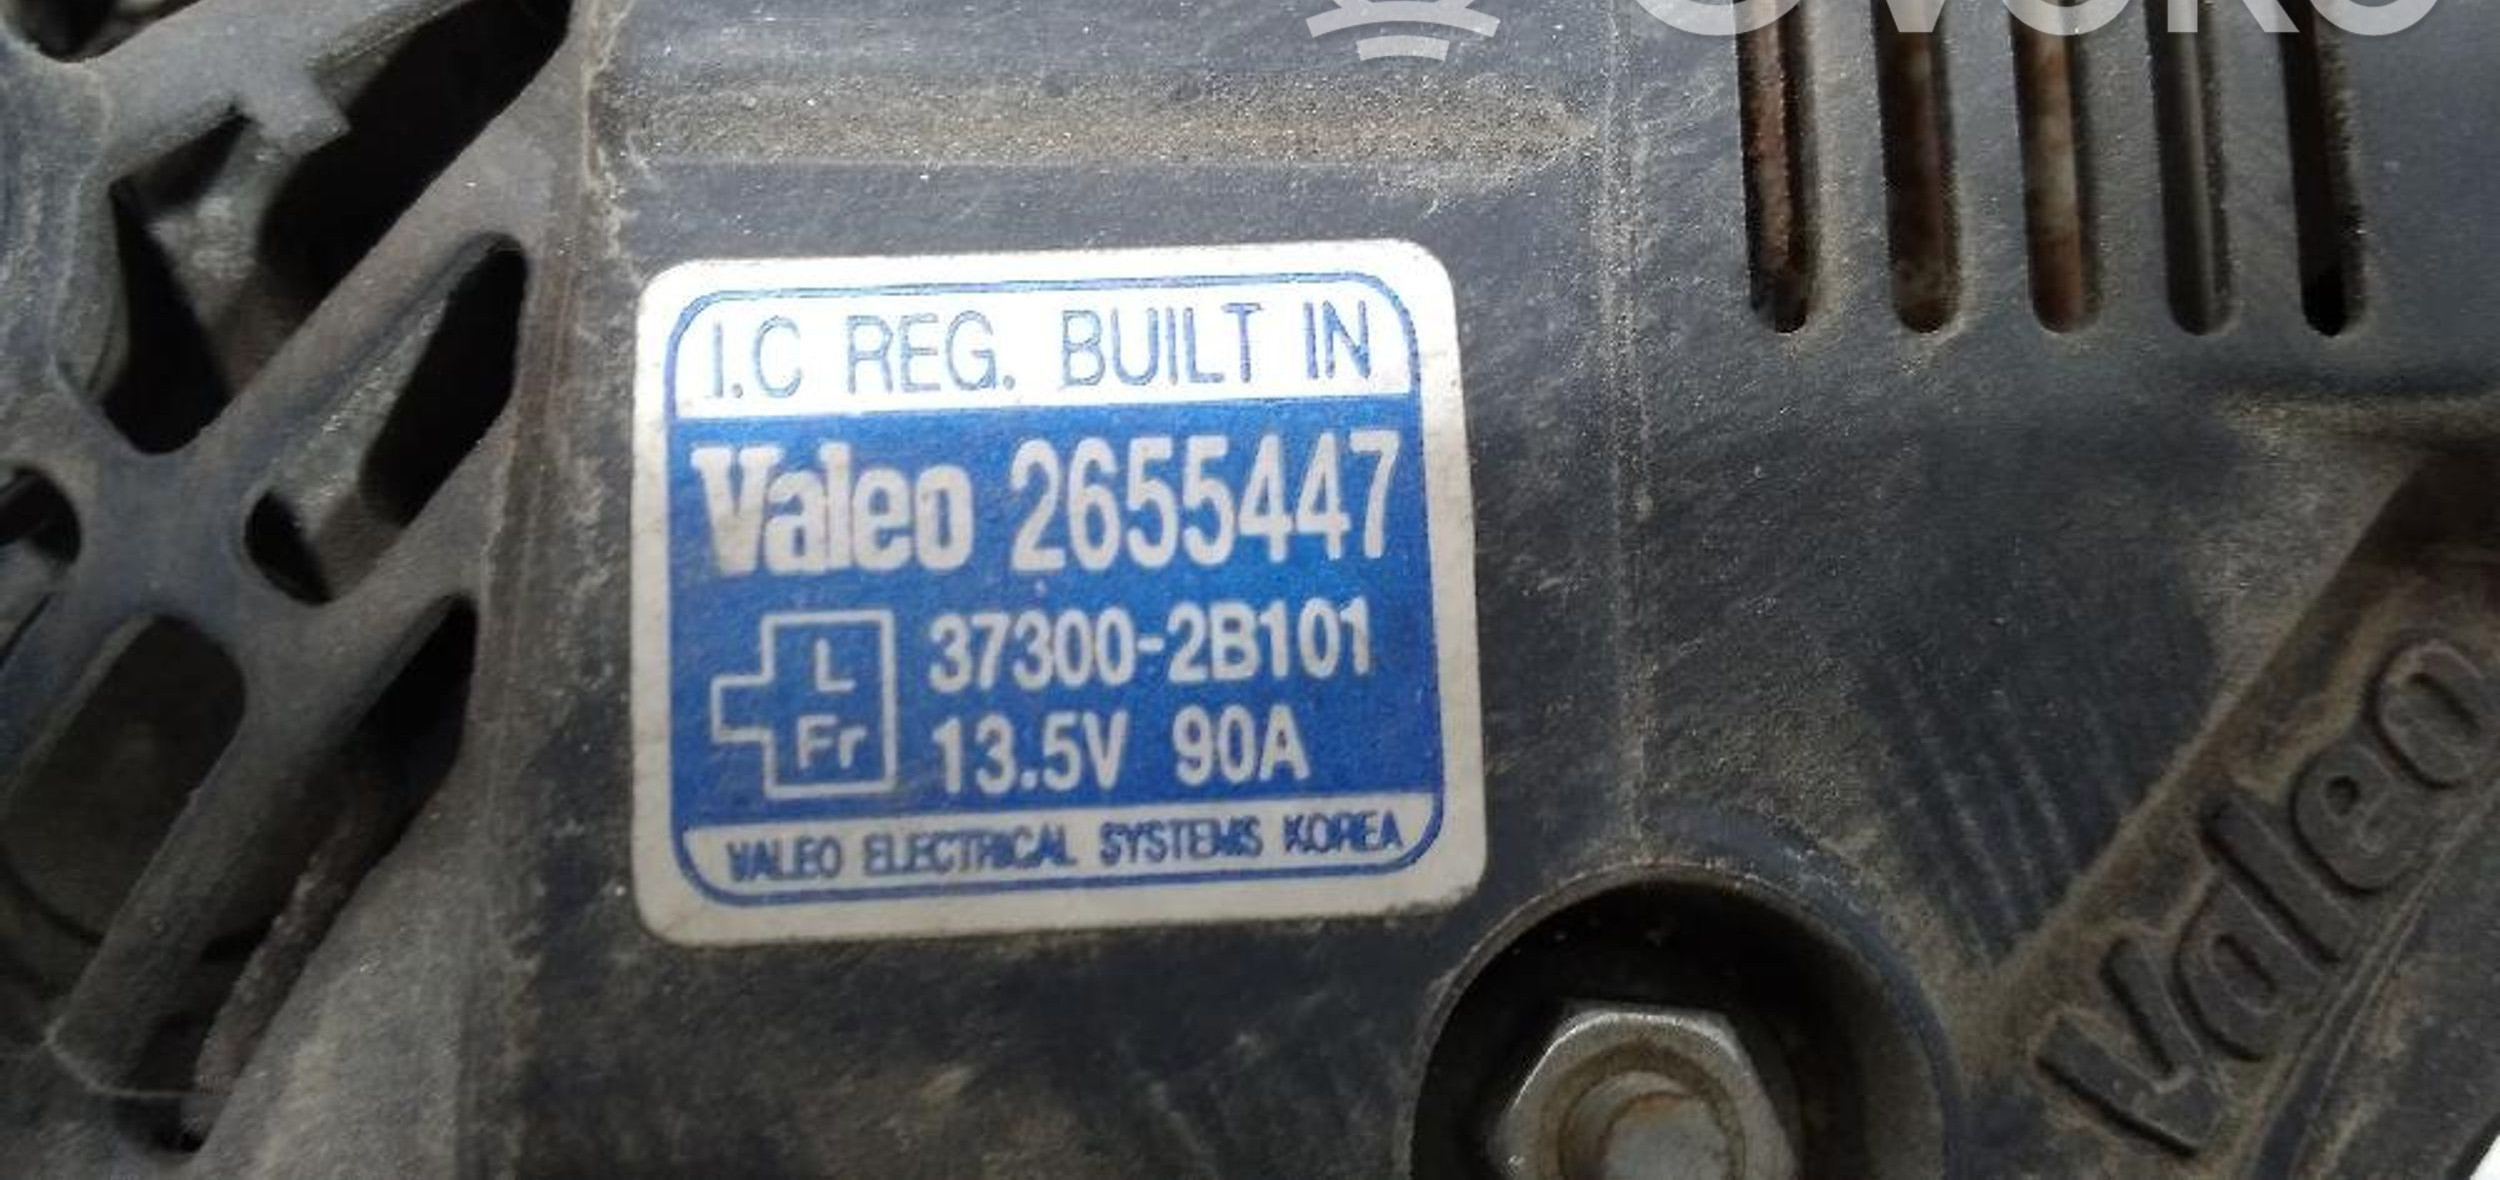 I.C REG. BUILT IN
Valeo 2655447
L 37300-2B101
Fr 13.5V 90A
VALEO ELECTRICAL SYSTEMS KOREA
Valeo